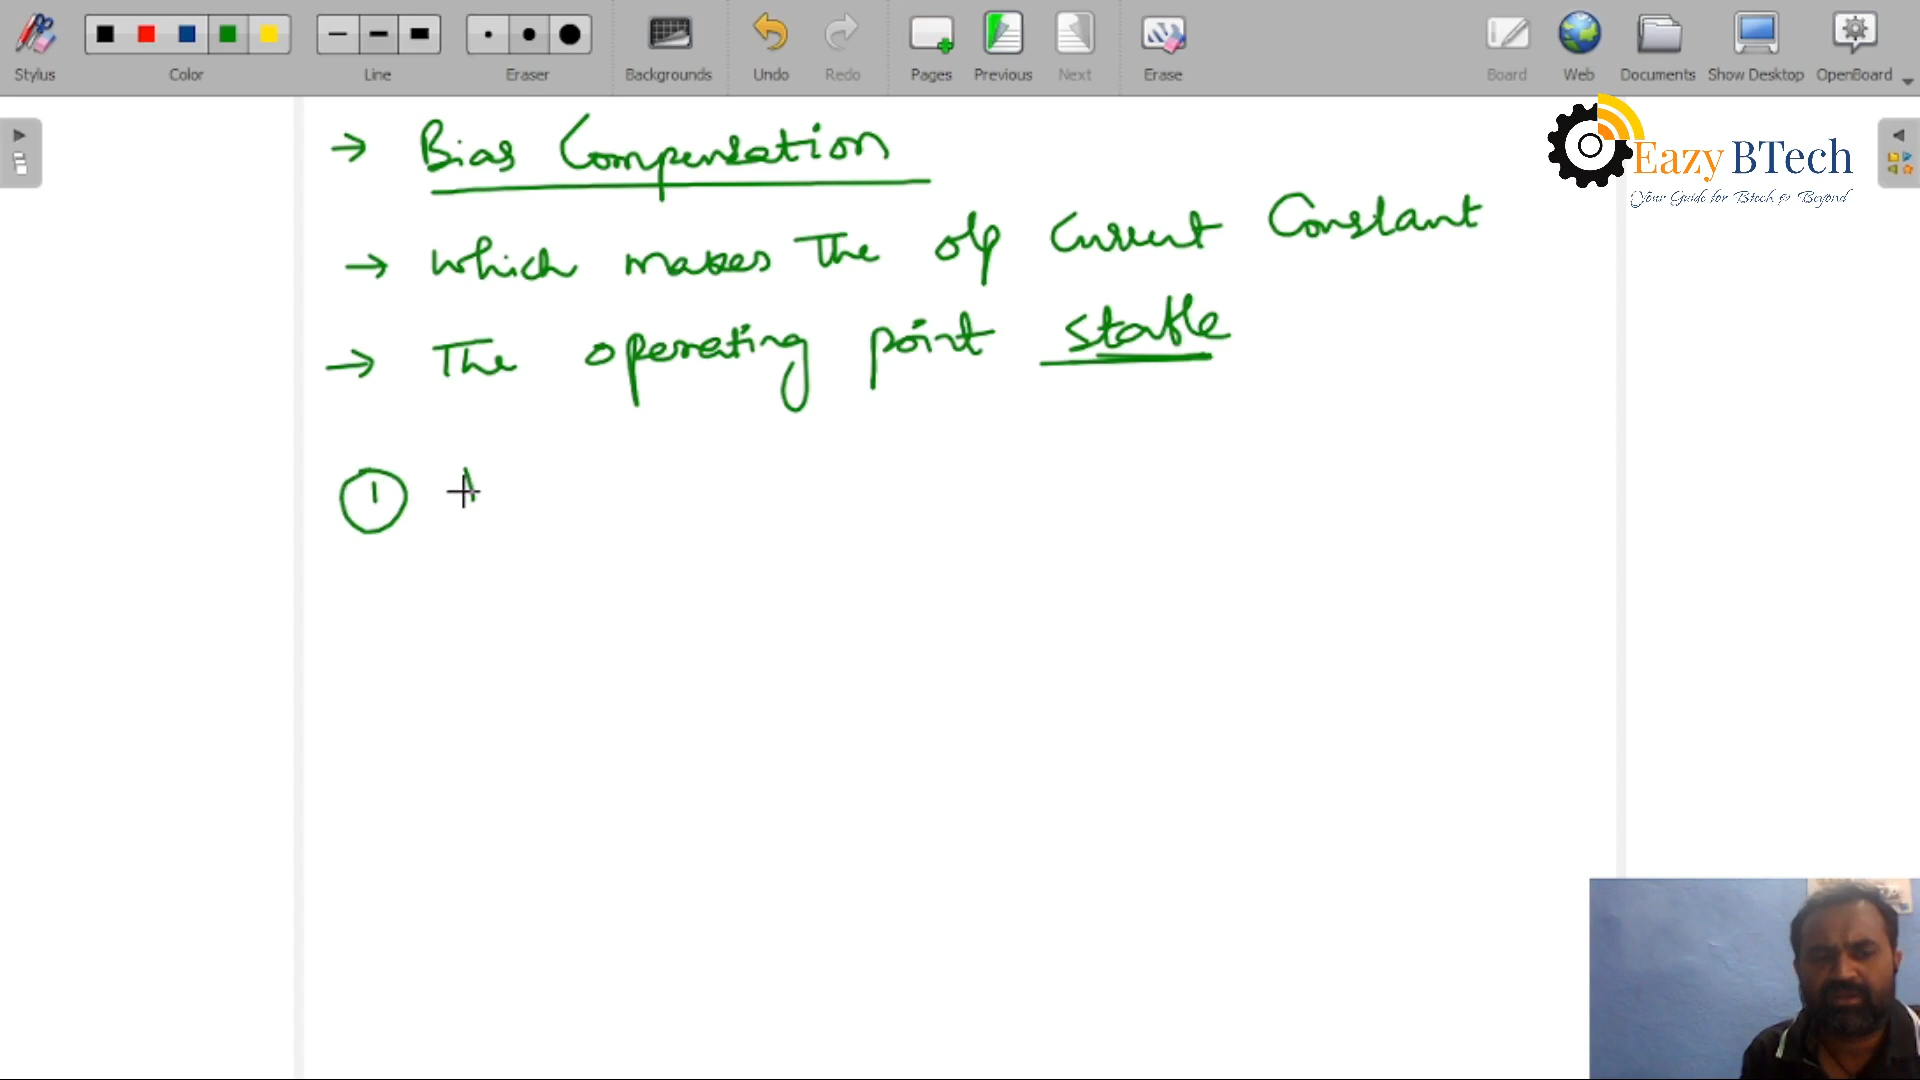 Stylus Color Line Eraser Backgrounds Undo Redo Pages Previous Next Erase Board Web Documents Show Desktop OpenBoard
Eazy BTech
Your Guide for Btech & Beyond
→ Bias Compensation
→ which makes the o/p current constant
→ The operating point stable
1